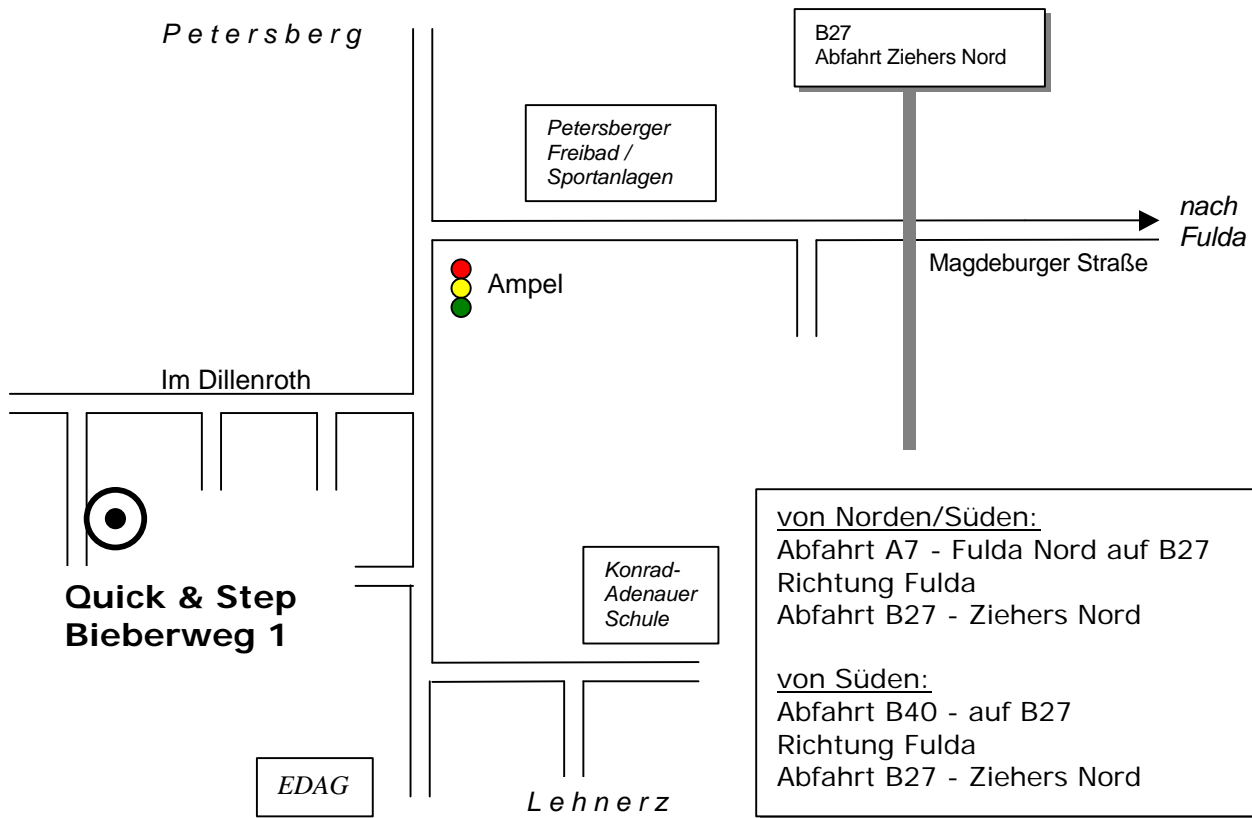 Petersberg
B27
Abfahrt Ziehers Nord
Petersberger
Freibad /
Sportanlagen
nach
Fulda
Magdeburger Straße
Ampel
Im Dillenroth
Quick & Step
Bieberweg 1
Konrad-
Adenauer
Schule
von Norden/Süden:
Abfahrt A7 - Fulda Nord auf B27
Richtung Fulda
Abfahrt B27 - Ziehers Nord
von Süden:
Abfahrt B40 - auf B27
Richtung Fulda
Abfahrt B27 - Ziehers Nord
EDAG
Lehnerz